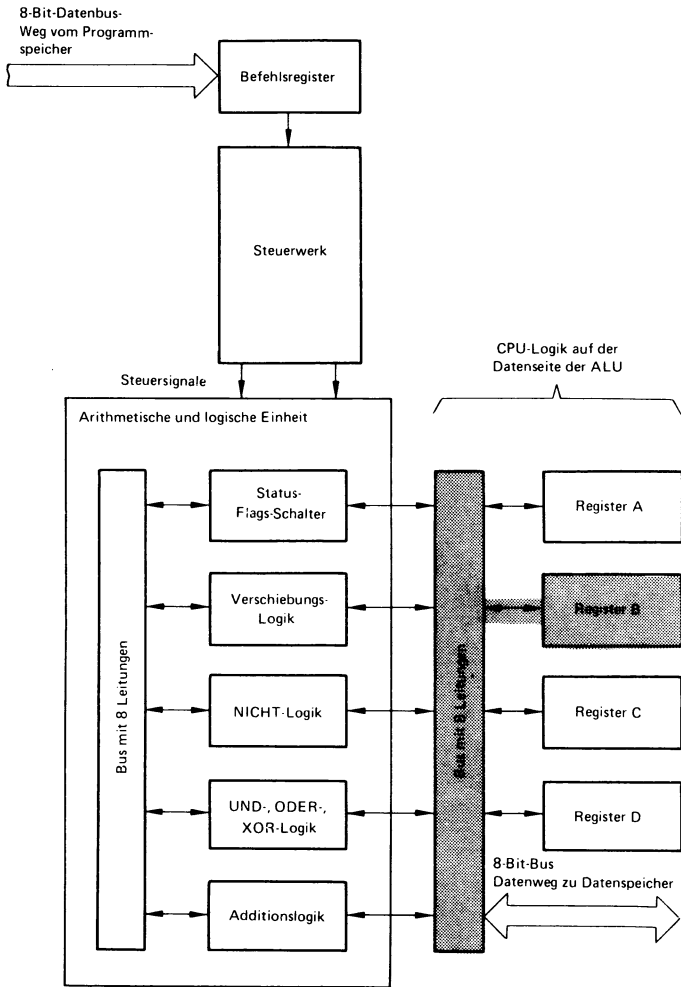 8-Bit-Datenbus-
Weg vom Programm-
speicher
Befehlsregister
Steuerwerk
CPU-Logik auf der
Datenseite der ALU
Steuersignale
Arithmetische und logische Einheit
Bus mit 8 Leitungen
Status-
Flags-Schalter
Verschiebungs-
Logik
NICHT-Logik
UND-, ODER-,
XOR-Logik
Additionslogik
Bus mit 8 Leitungen
Register A
Register B
Register C
Register D
8-Bit-Bus
Datenweg zu Datenspeicher